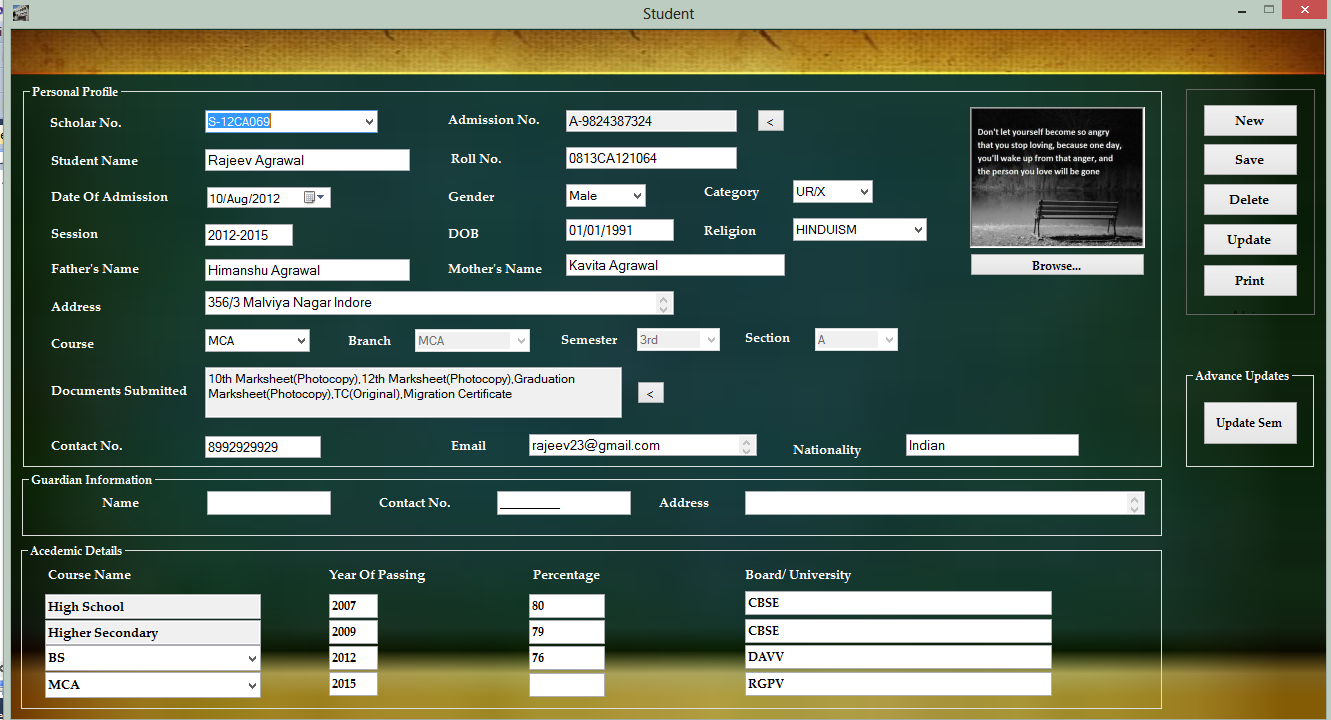 Student
Personal Profile
Scholar No. S-12CA069 Admission No. A-9824387324 <
Student Name Rajeev Agrawal Roll No. 0813CA121064
Date Of Admission 10/Aug/2012 Gender Male Category UR/X
Session 2012-2015 DOB 01/01/1991 Religion HINDUISM
Father's Name Himanshu Agrawal Mother's Name Kavita Agrawal
Address 356/3 Malviya Nagar Indore
Course MCA Branch MCA Semester 3rd Section A
Documents Submitted 10th Marksheet(Photocopy),12th Marksheet(Photocopy),Graduation
Marksheet(Photocopy),TC(Original),Migration Certificate <
Contact No. 8992929929 Email rajeev23@gmail.com Nationality Indian
Don't let yourself become so angry
that you stop loving, because one day,
you'll wake up from that anger, and
the person you love will be gone
Browse...
New
Save
Delete
Update
Print
Advance Updates
Update Sem
Guardian Information
Name Contact No. Address
Acedemic Details
Course Name Year Of Passing Percentage Board/ University
High School 2007 80 CBSE
Higher Secondary 2009 79 CBSE
BS 2012 76 DAVV
MCA 2015 RGPV